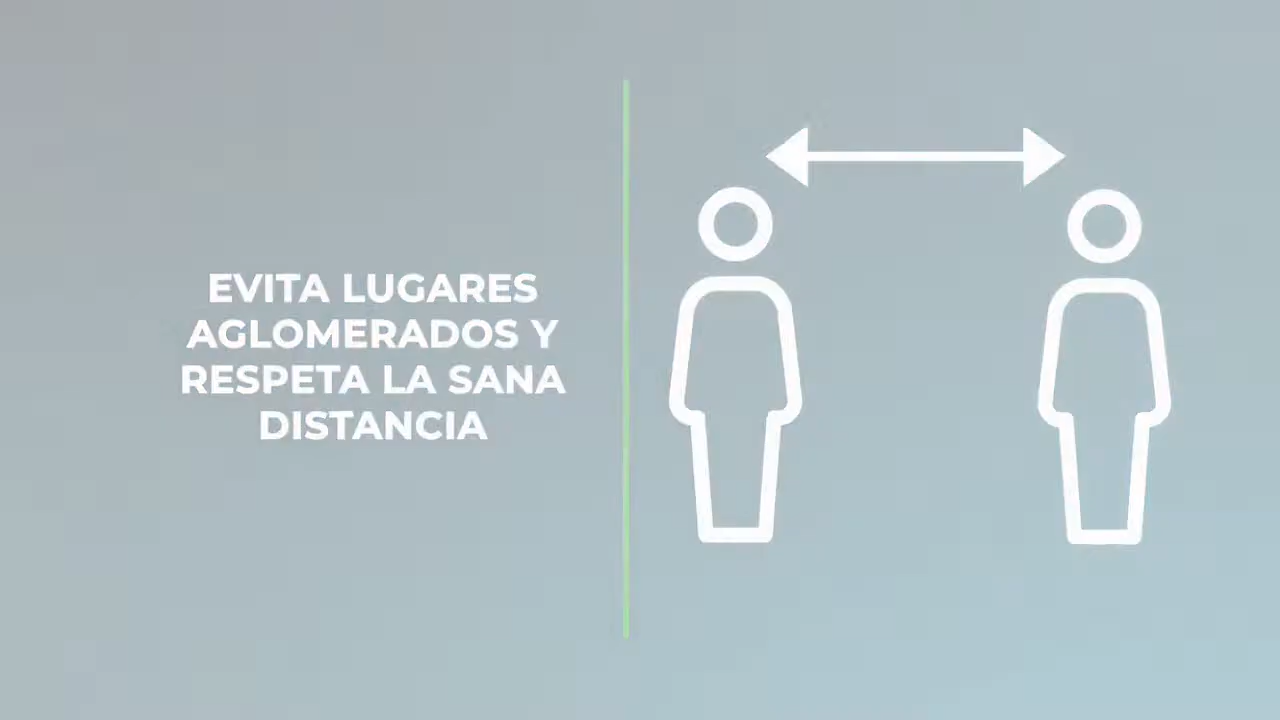 EVITA LUGARES
AGLOMERADOS Y
RESPETA LA SANA
DISTANCIA